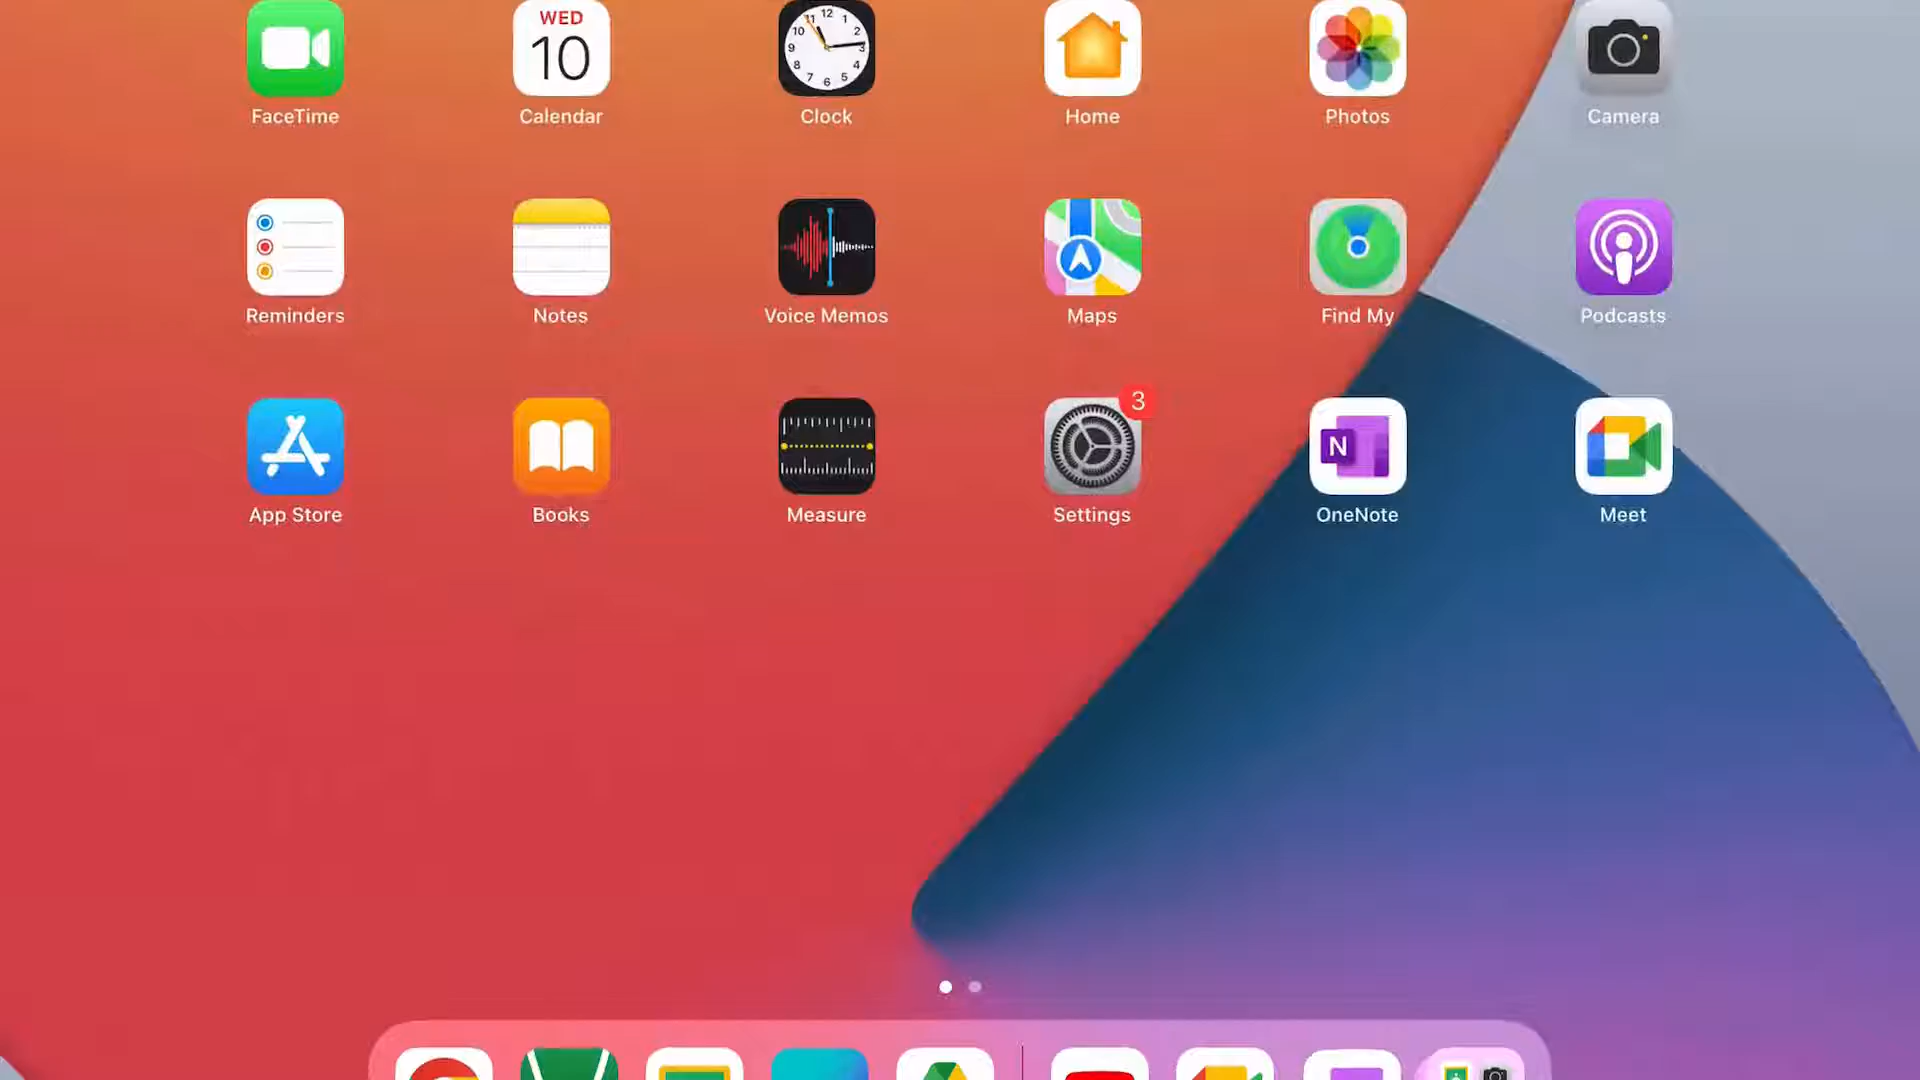 WED
10
FaceTime
Calendar
Clock
Home
Photos
Camera
Reminders
Notes
Voice Memos
Maps
Find My
Podcasts
3
N
App Store
Books
Measure
Settings
OneNote
Meet